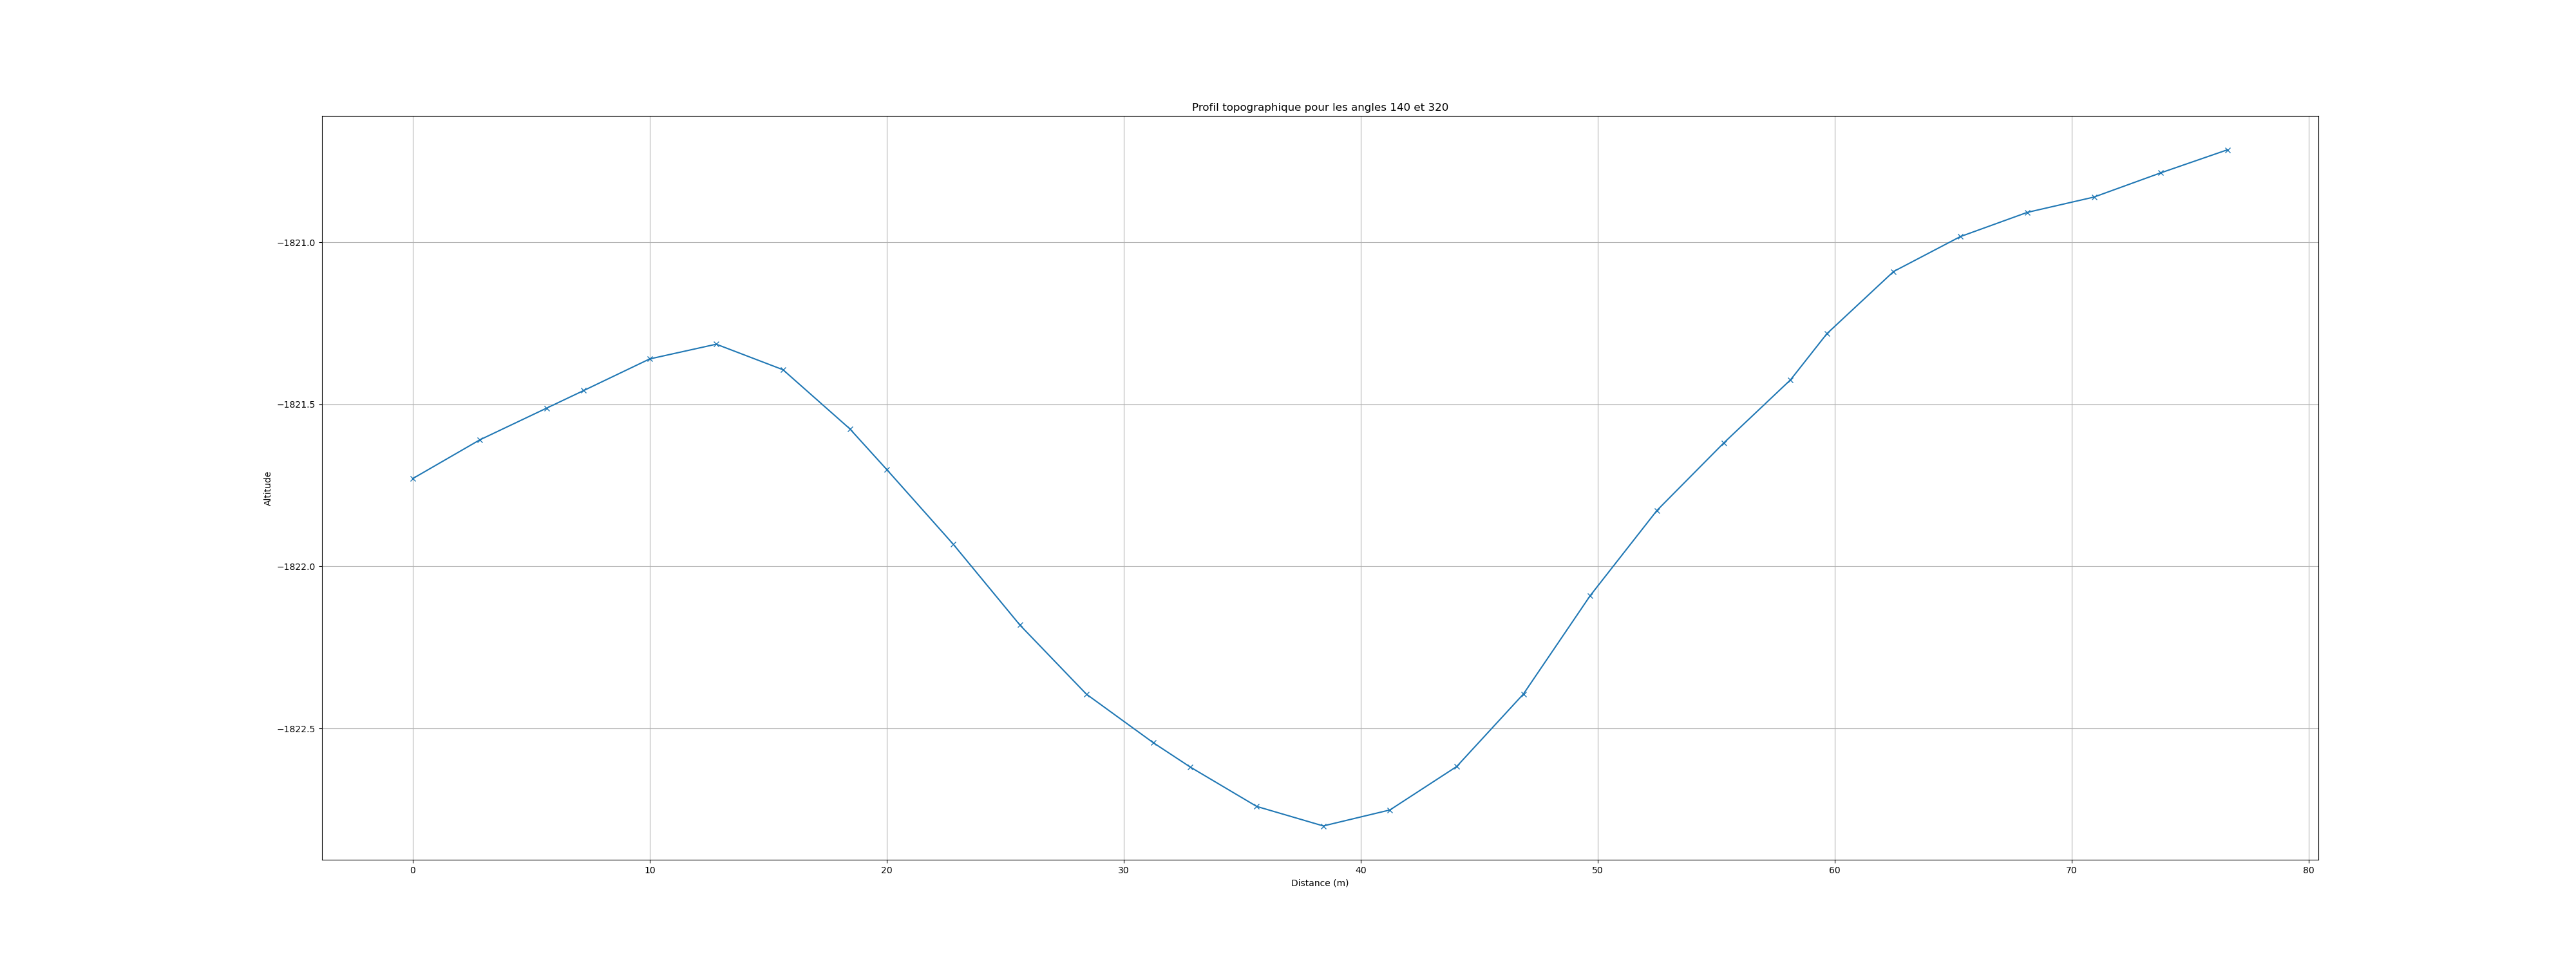 Profil topographique pour les angles 140 et 320
−1821.0
−1821.5
Altitude
−1822.0
−1822.5
0 10 20 30 40 50 60 70 80
Distance (m)